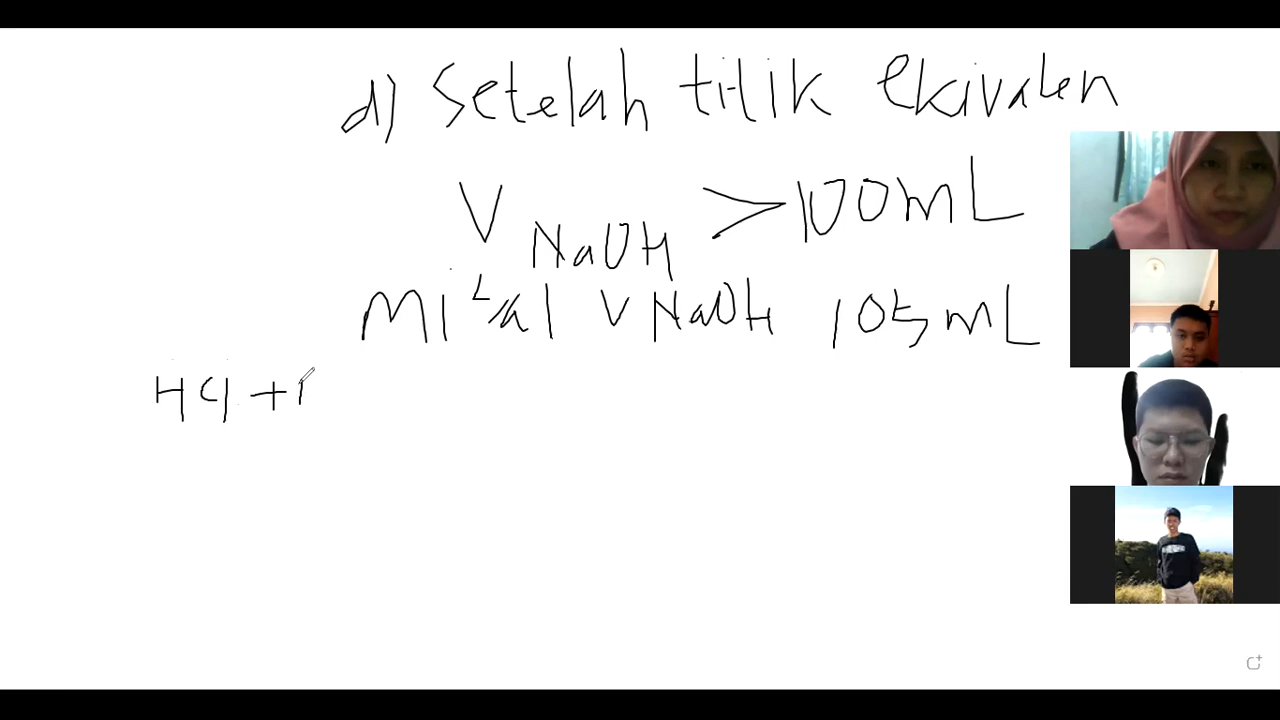 d) Setelah titik ekivalen
V NaOH > 100 mL
Misal V NaOH 105 mL
HCl +